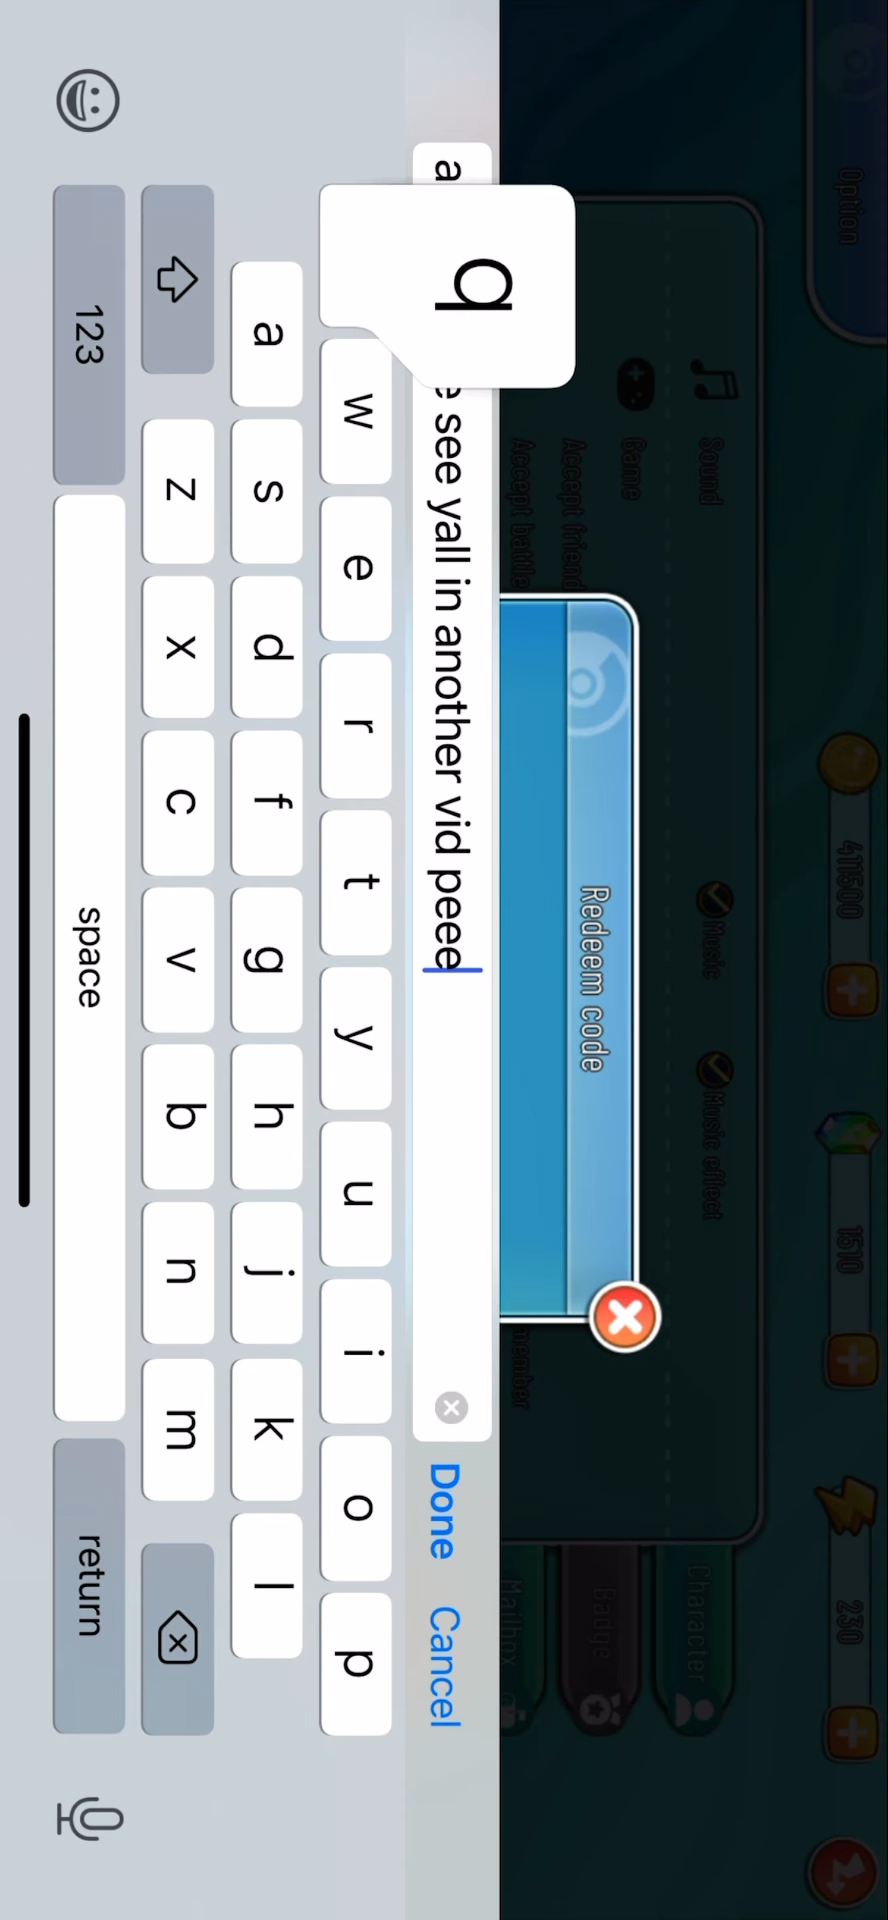 Option
411500
1510
230
Sound
Music
Music effect
Game
Accept friend
Accept battle
member
Redeem code
Character
Badge
Mailbox
a
see yall in another vid peee
Done
Cancel
q
w
e
r
t
y
u
i
o
p
a
s
d
f
g
h
j
k
l
z
x
c
v
b
n
m
123
space
return